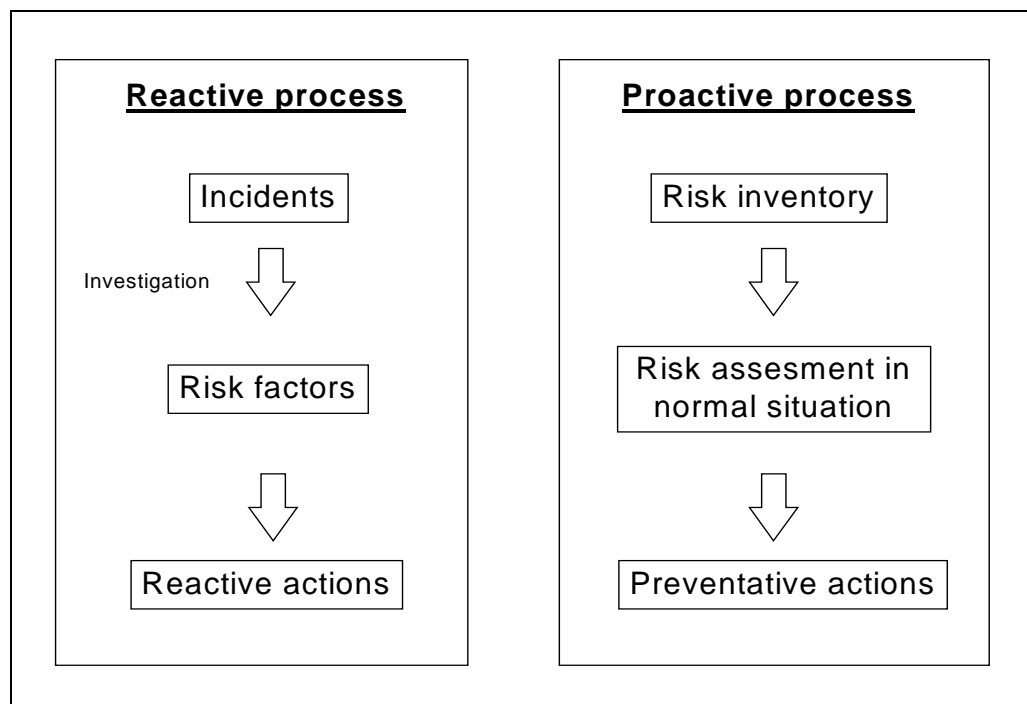 Reactive process
Incidents
Investigation
Risk factors
Reactive actions
Proactive process
Risk inventory
Risk assesment in
normal situation
Preventative actions